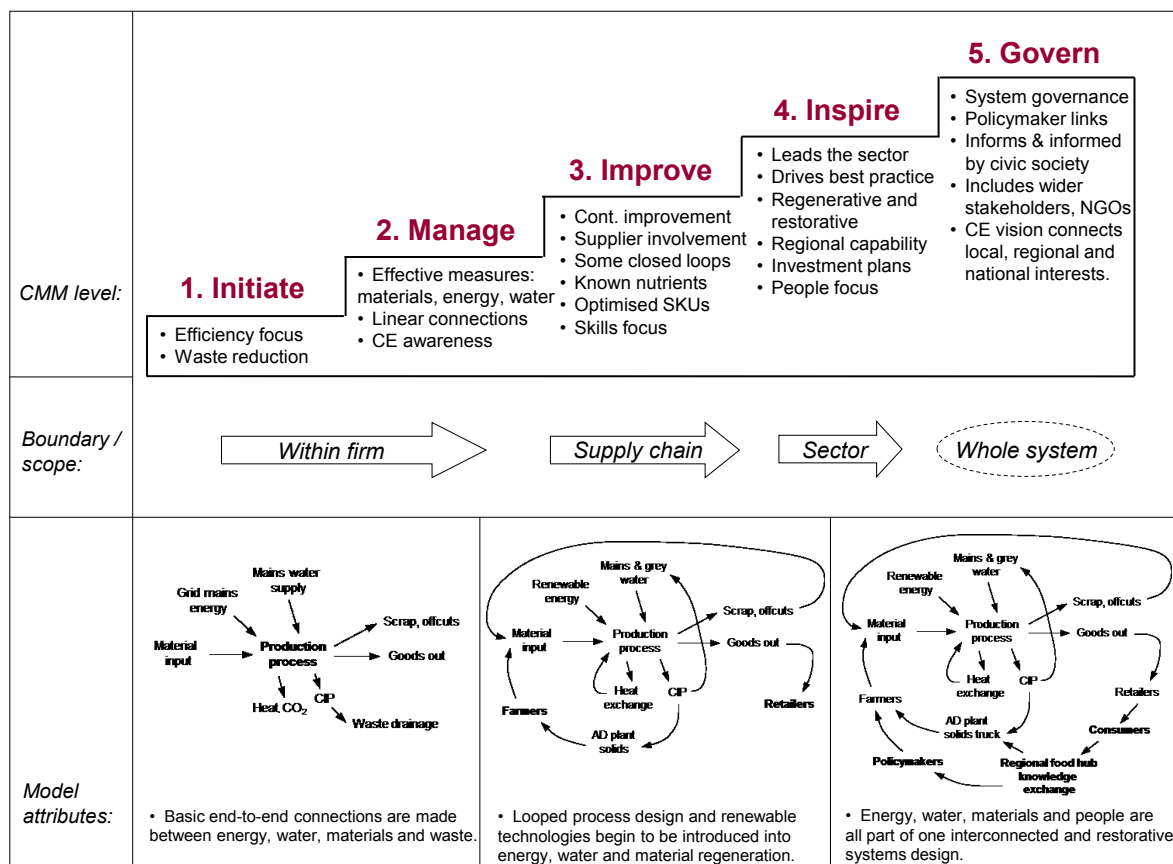 CMM level:
1. Initiate
• Efficiency focus
• Waste reduction
2. Manage
• Effective measures:
materials, energy, water
• Linear connections
• CE awareness
3. Improve
• Cont. improvement
• Supplier involvement
• Some closed loops
• Known nutrients
• Optimised SKUs
• Skills focus
4. Inspire
• Leads the sector
• Drives best practice
• Regenerative and
restorative
• Regional capability
• Investment plans
• People focus
5. Govern
• System governance
• Policymaker links
• Informs & informed
by civic society
• Includes wider
stakeholders, NGOs
• CE vision connects
local, regional and
national interests.
Boundary /
scope:
Within firm
Supply chain
Sector
Whole system
Model
attributes:
Mains water
supply
Grid mains
energy
Material
input
Production
process
Scrap, offcuts
Goods out
Heat, CO₂
CIP
Waste drainage
• Basic end-to-end connections are made
between energy, water, materials and waste.
Mains & grey
water
Renewable
energy
Material
input
Production
process
Scrap, offcuts
Goods out
Heat
exchange
CIP
Farmers
Retailers
AD plant
solids
• Looped process design and renewable
technologies begin to be introduced into
energy, water and material regeneration.
Mains & grey
water
Renewable
energy
Material
input
Production
process
Scrap, offcuts
Goods out
Heat
exchange
CIP
Farmers
Retailers
AD plant
solids truck
Consumers
Policymakers
Regional food hub
knowledge
exchange
• Energy, water, materials and people are
all part of one interconnected and restorative
systems design.